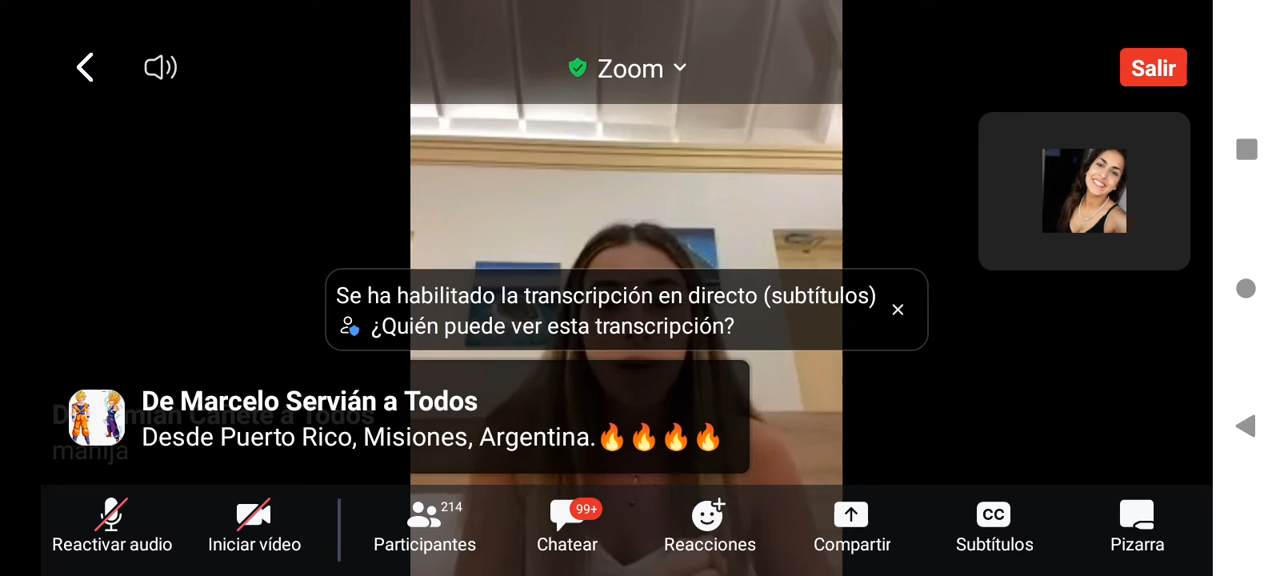 Zoom
Salir
Se ha habilitado la transcripción en directo (subtítulos)
¿Quién puede ver esta transcripción?
De Marcelo Servián a Todos
Desde Puerto Rico, Misiones, Argentina.🔥🔥🔥🔥
manija
214
99+
Reactivar audio
Iniciar vídeo
Participantes
Chatear
Reacciones
Compartir
CC
Subtítulos
Pizarra